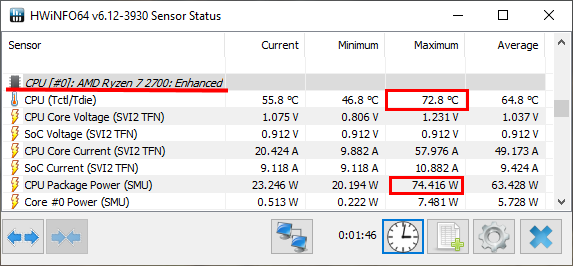 HWiNFO64 v6.12-3930 Sensor Status
Sensor Current Minimum Maximum Average
CPU [#0]: AMD Ryzen 7 2700: Enhanced
CPU (Tctl/Tdie) 55.8 °C 46.8 °C 72.8 °C 64.8 °C
CPU Core Voltage (SVI2 TFN) 1.075 V 0.806 V 1.231 V 1.037 V
SoC Voltage (SVI2 TFN) 0.912 V 0.912 V 0.912 V 0.912 V
CPU Core Current (SVI2 TFN) 20.424 A 9.882 A 57.976 A 49.173 A
SoC Current (SVI2 TFN) 9.118 A 9.118 A 10.882 A 9.424 A
CPU Package Power (SMU) 23.246 W 20.194 W 74.416 W 63.428 W
Core #0 Power (SMU) 0.513 W 0.222 W 7.481 W 5.728 W
0:01:46